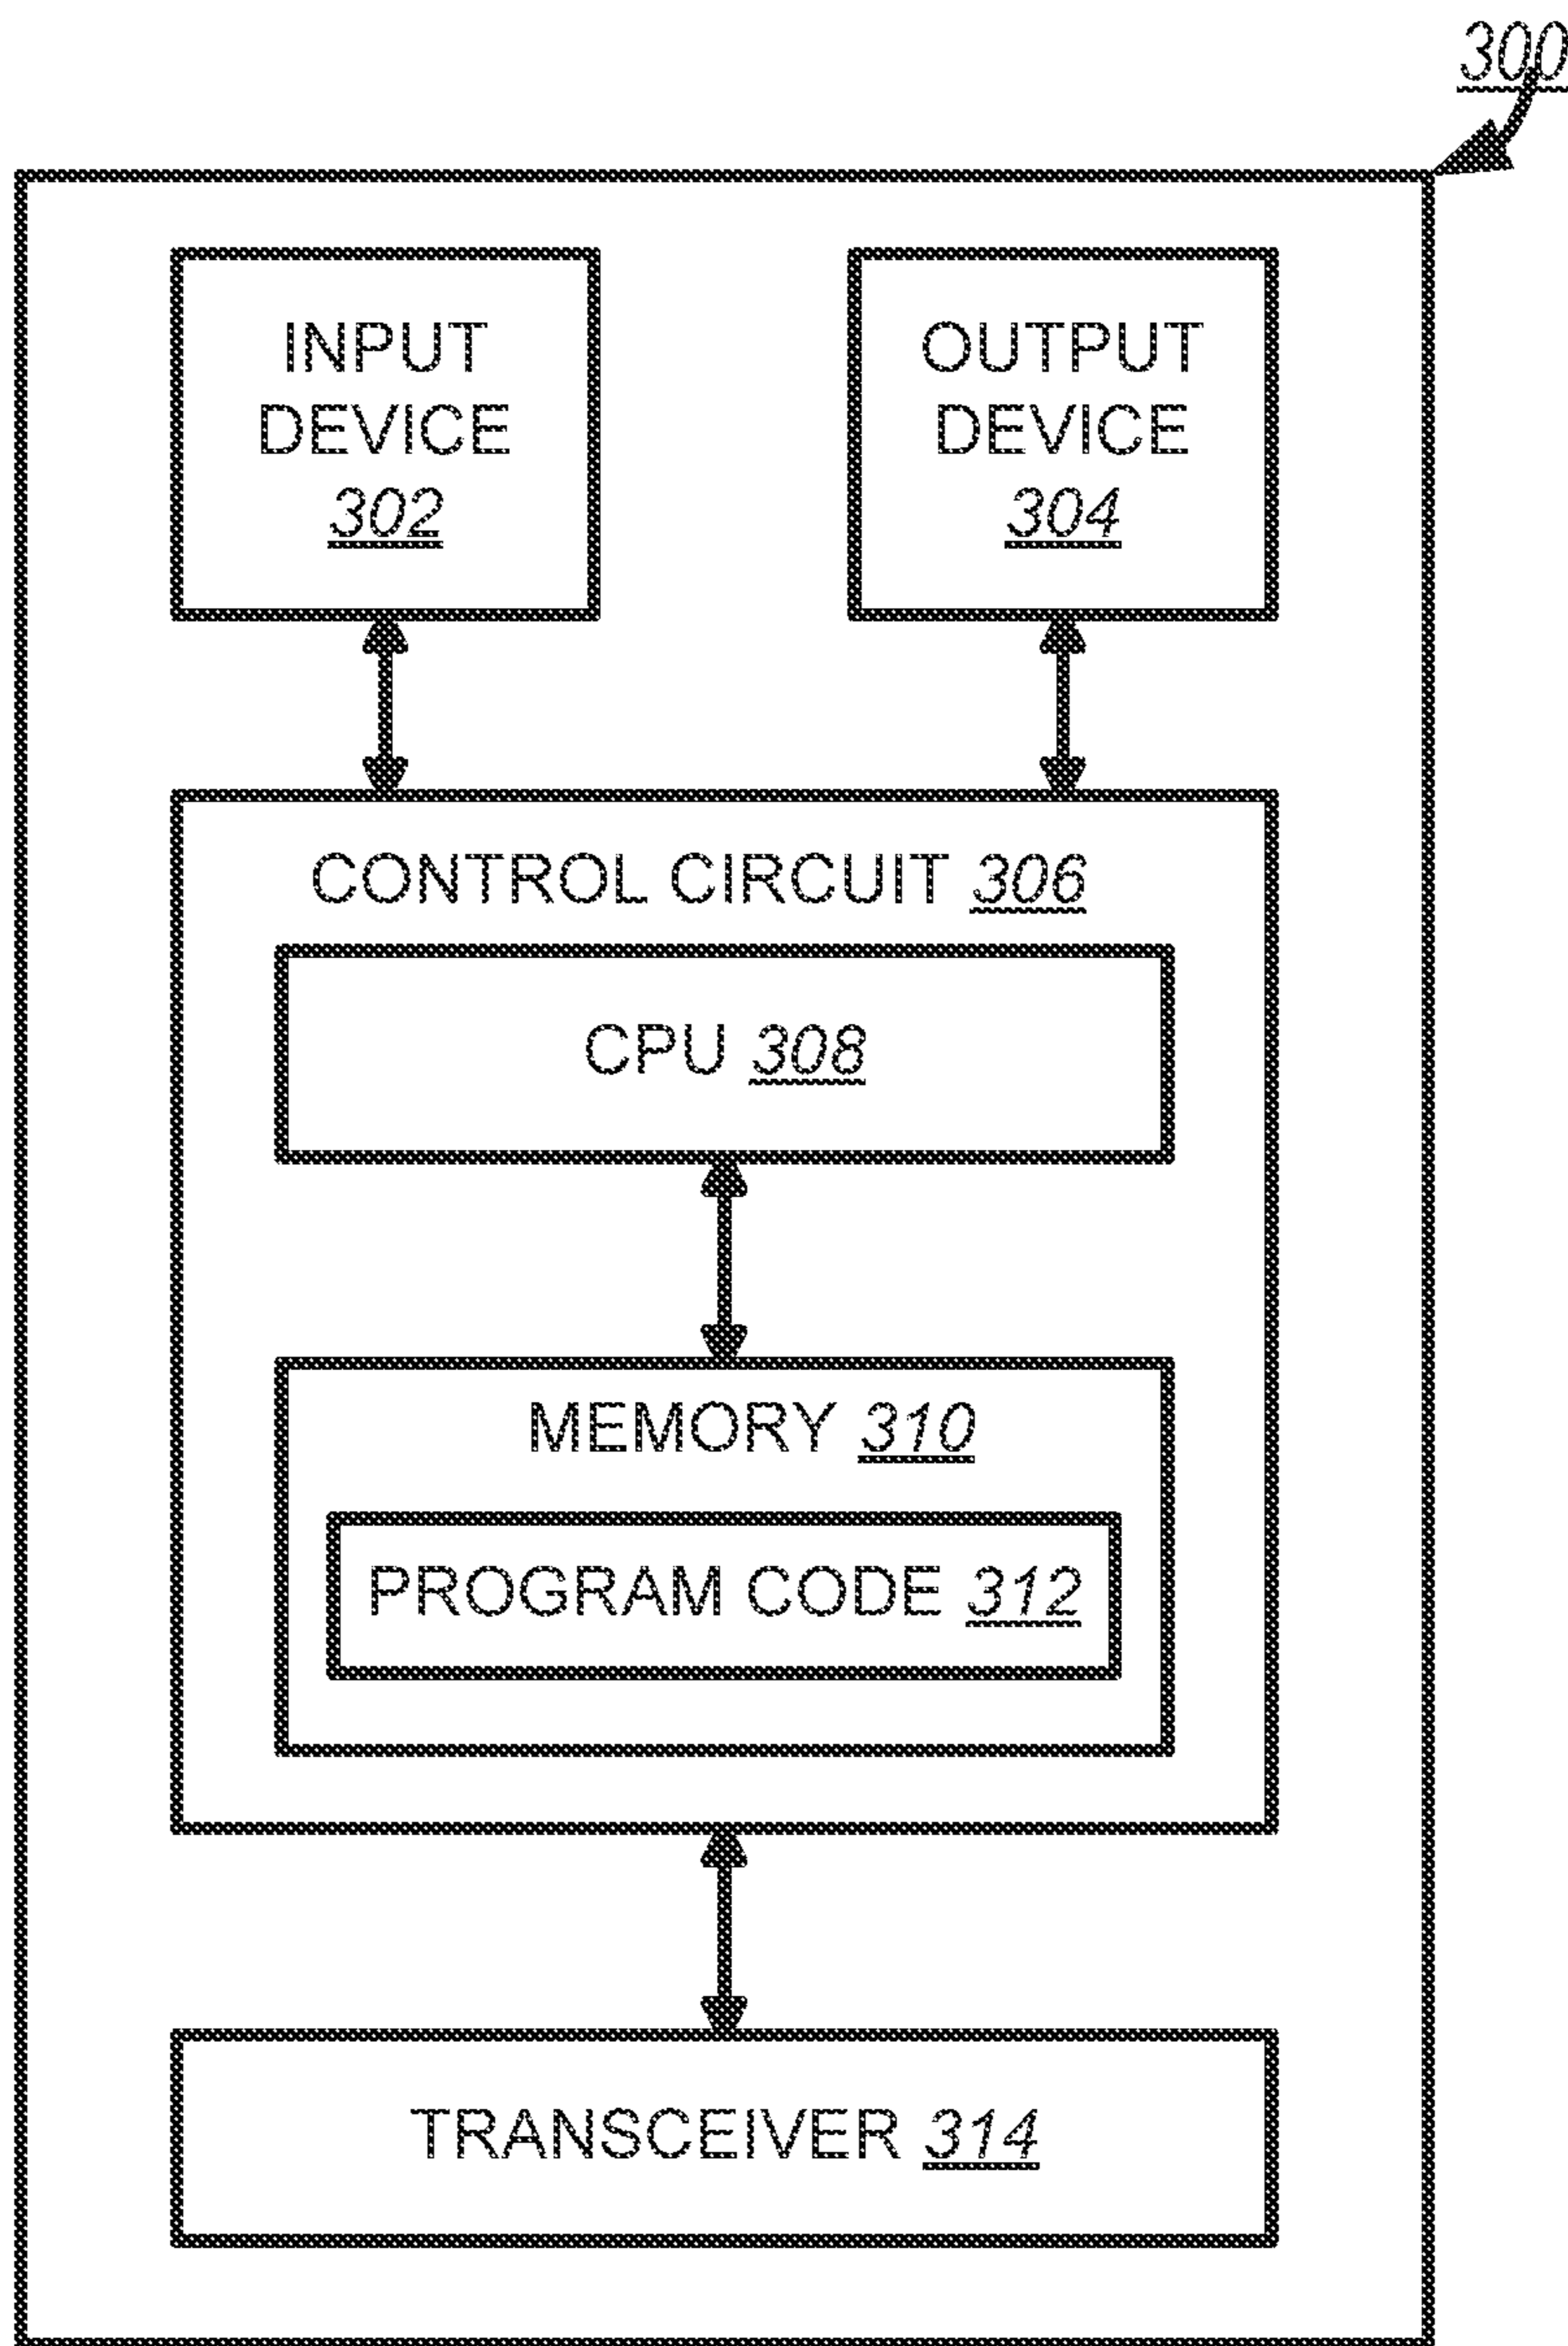 300
INPUT
DEVICE
302
OUTPUT
DEVICE
304
CONTROL CIRCUIT 306
CPU 308
MEMORY 310
PROGRAM CODE 312
TRANSCEIVER 314